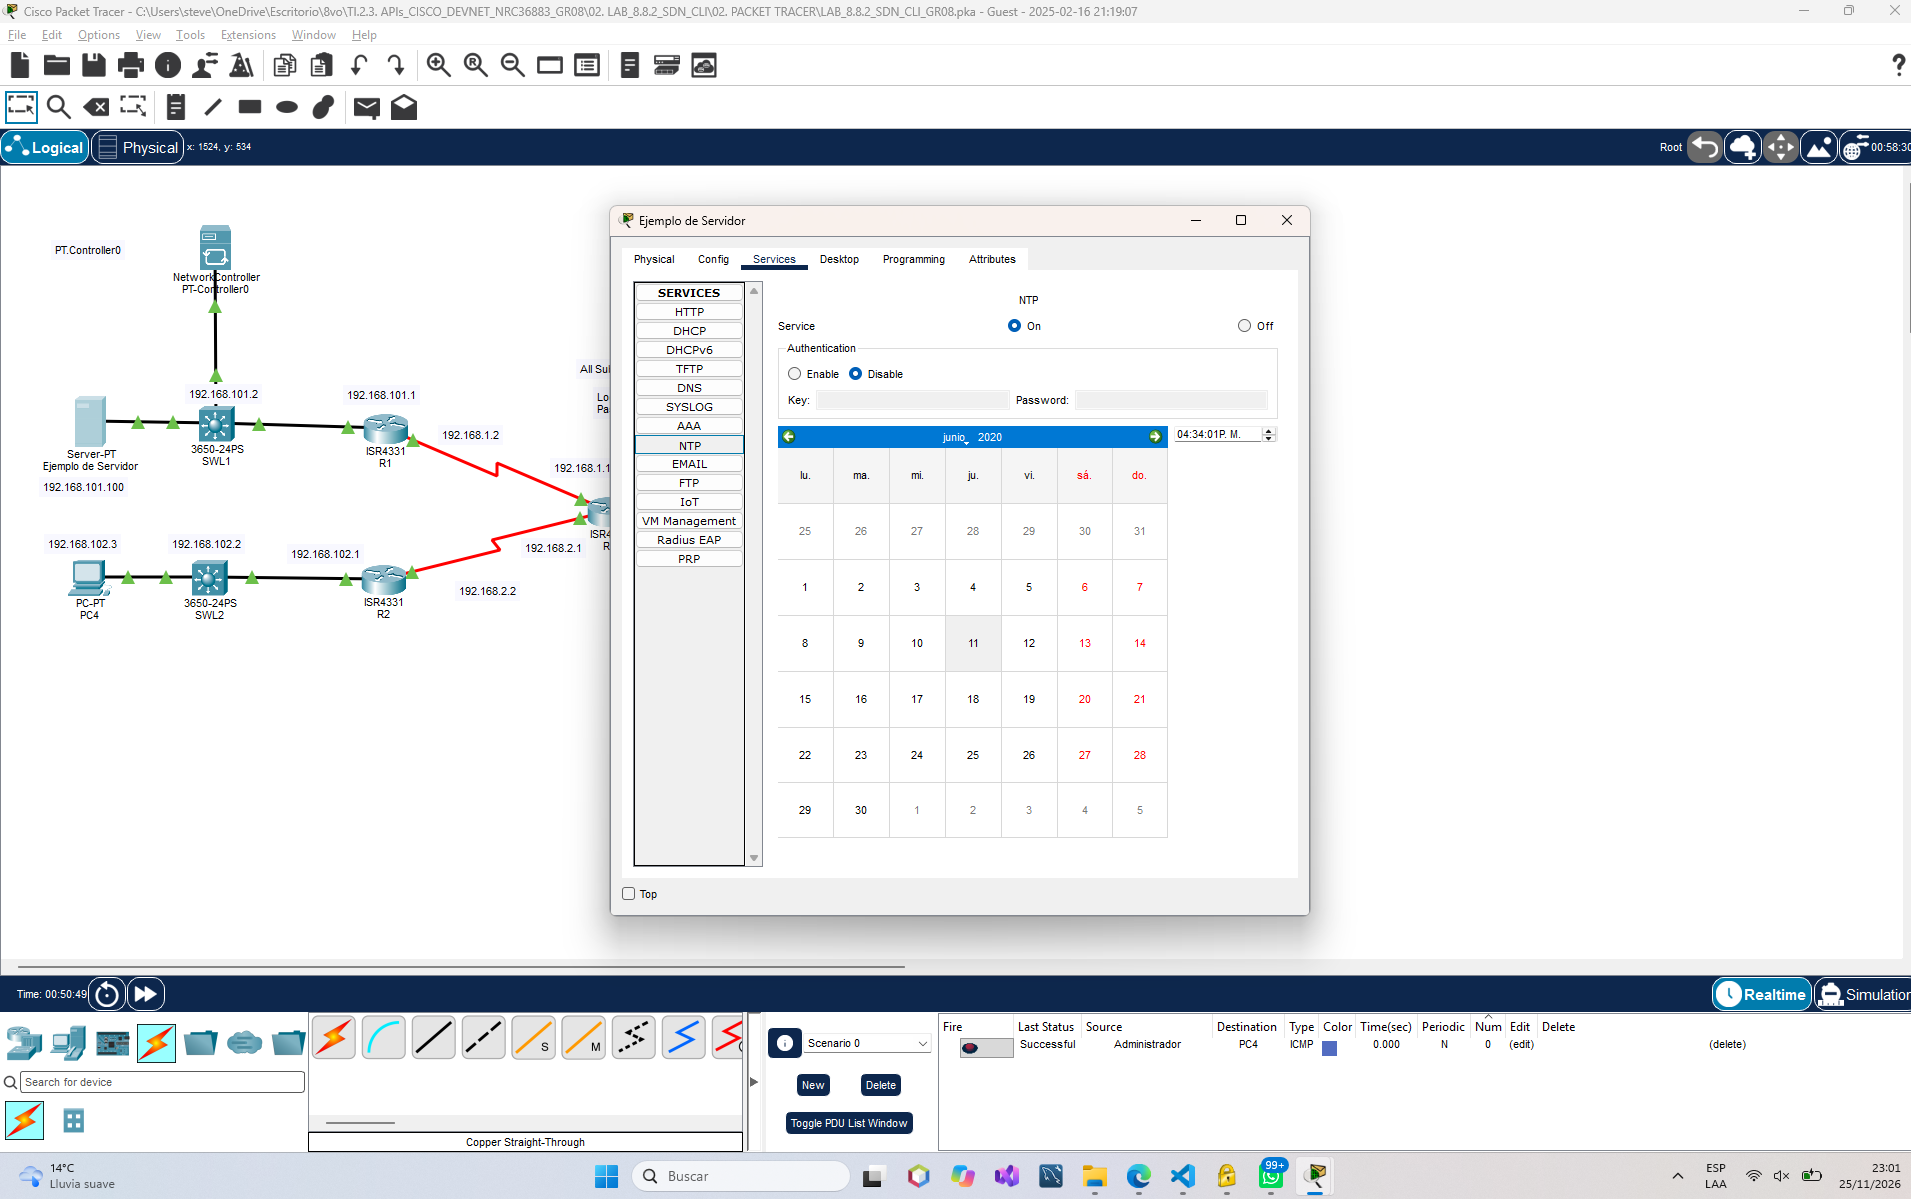 Cisco Packet Tracer - C:\Users\steve\OneDrive\Escritorio\8vo\TI.2.3. APIs_CISCO_DEVNET_NRC36883_GR08\02. LAB_8.8.2_SDN_CLI\02. PACKET TRACER\LAB_8.8.2_SDN_CLI_GR08.pka - Guest - 2025-02-16 21:19:07
File Edit Options View Tools Extensions Window Help
Logical Physical x: 1524, y: 534 Root 00:58:30
PT.Controller0
NetworkController
PT-Controller0
192.168.101.2
192.168.101.1
3650-24PS
SWL1
ISR4331
R1
Server-PT
Ejemplo de Servidor
192.168.101.100
192.168.1.2
192.168.1.1
192.168.102.3
192.168.102.2
192.168.102.1
192.168.2.1
192.168.2.2
PC-PT
PC4
3650-24PS
SWL2
ISR4331
R2
All Sul
Lo
Pa
ISR4
R
Ejemplo de Servidor
Physical Config Services Desktop Programming Attributes
SERVICES
HTTP
DHCP
DHCPv6
TFTP
DNS
SYSLOG
AAA
NTP
EMAIL
FTP
IoT
VM Management
Radius EAP
PRP
NTP
Service On Off
Authentication
Enable Disable
Key: Password:
junio 2020 04:34:01P. M.
lu. ma. mi. ju. vi. sá. do.
25 26 27 28 29 30 31
1 2 3 4 5 6 7
8 9 10 11 12 13 14
15 16 17 18 19 20 21
22 23 24 25 26 27 28
29 30 1 2 3 4 5
Top
Time: 00:50:49 Realtime Simulation
S M
Search for device
Copper Straight-Through
Scenario 0
New Delete
Toggle PDU List Window
Fire Last Status Source Destination Type Color Time(sec) Periodic Num Edit Delete
Successful Administrador PC4 ICMP 0.000 N 0 (edit) (delete)
14°C
Lluvia suave
Buscar
99+
ESP
LAA
23:01
25/11/2026